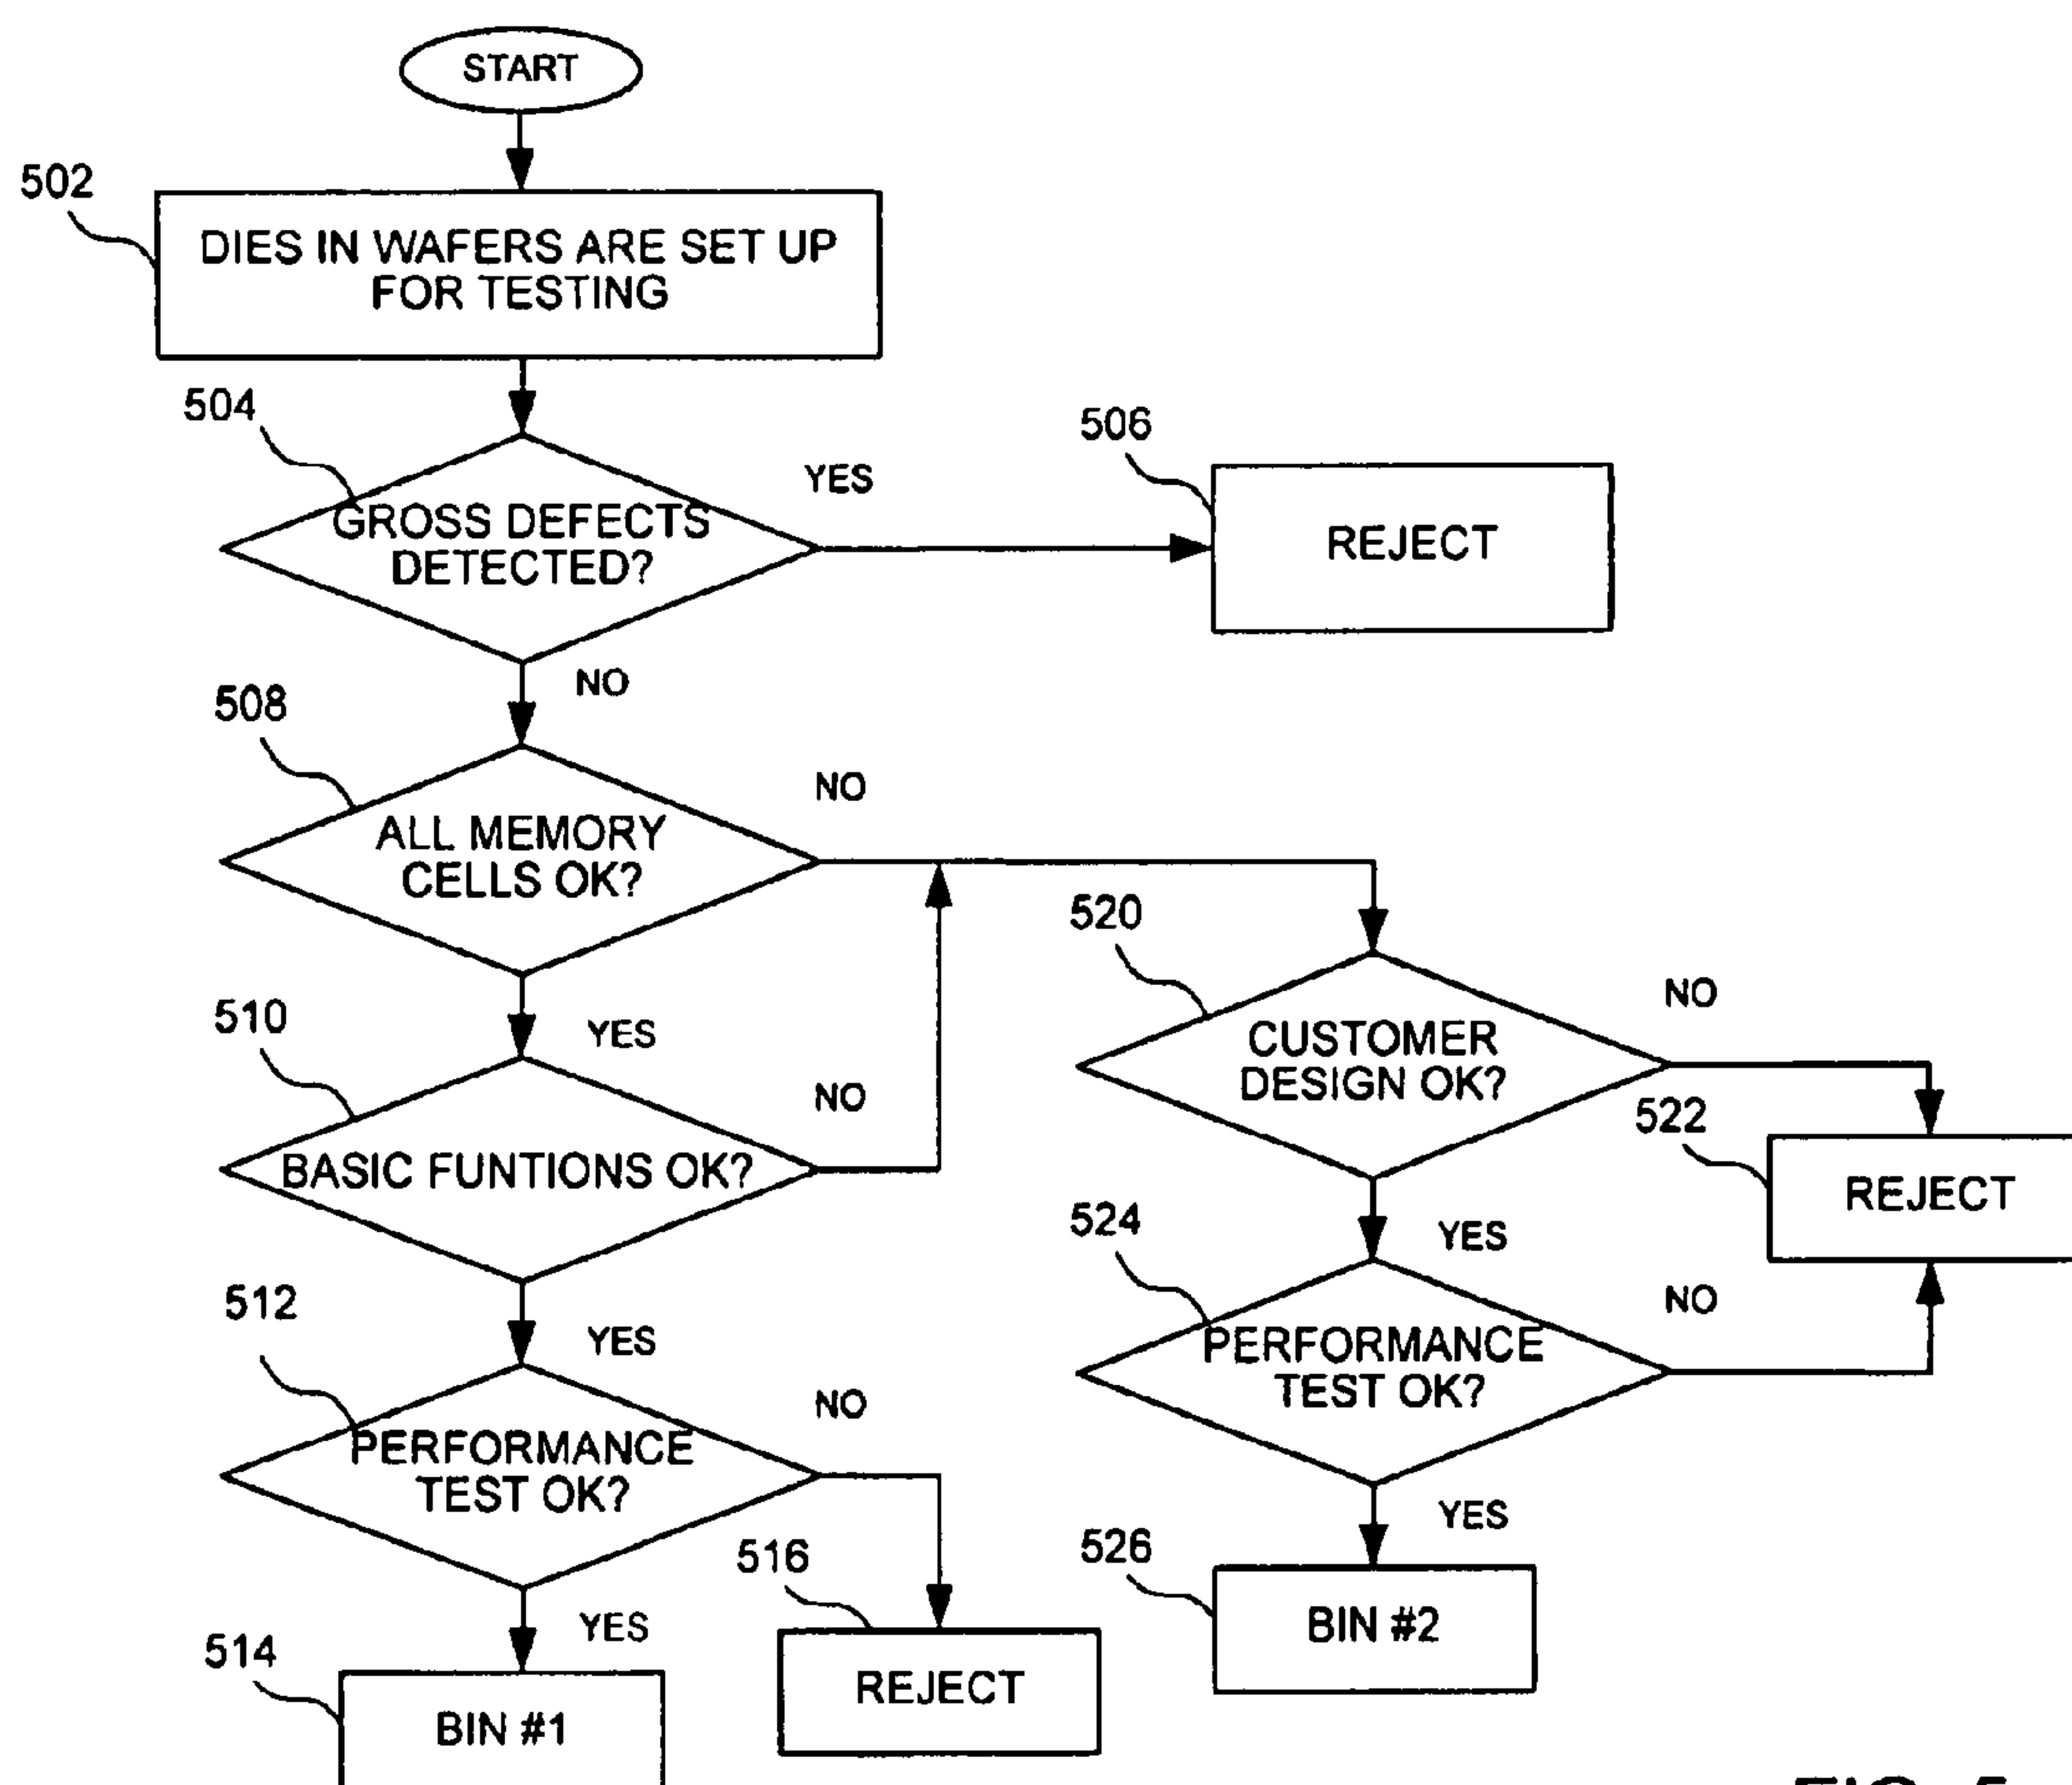 START
502
DIES IN WAFERS ARE SET UP
FOR TESTING
504
GROSS DEFECTS
DETECTED?
YES
506
REJECT
NO
508
ALL MEMORY
CELLS OK?
NO
YES
510
BASIC FUNTIONS OK?
NO
YES
512
PERFORMANCE
TEST OK?
NO
516
REJECT
YES
514
BIN #1
520
CUSTOMER
DESIGN OK?
NO
522
REJECT
YES
524
PERFORMANCE
TEST OK?
NO
YES
526
BIN #2